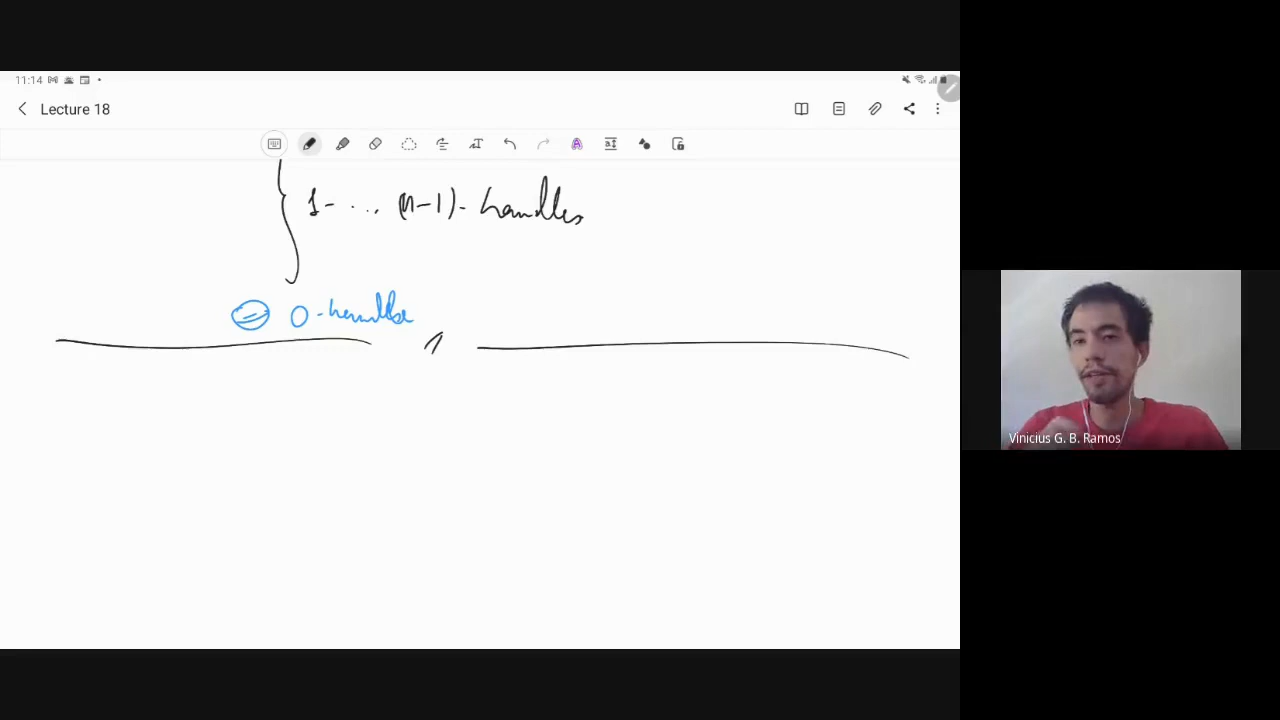 11:14
Lecture 18
1- ... (n-1)- handles
0-handle
Vinicius G. B. Ramos